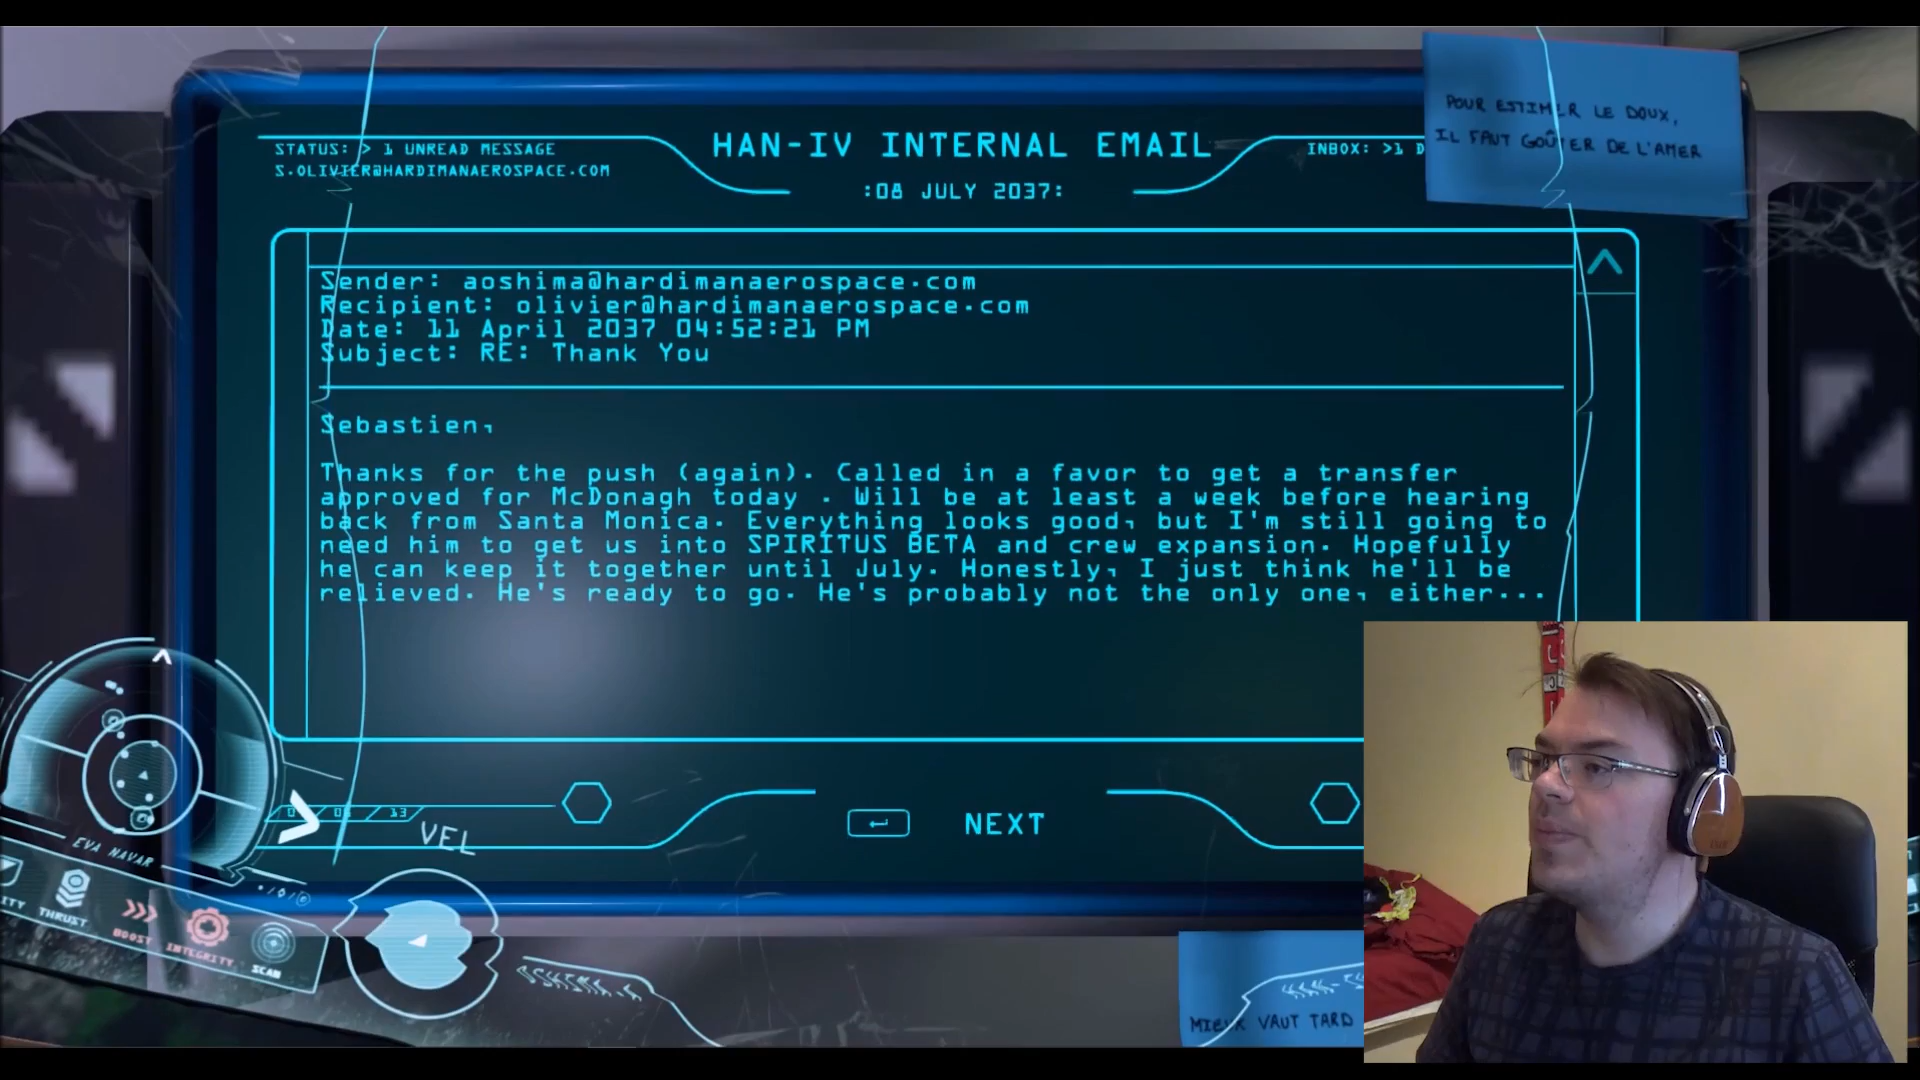 POUR ESTIMER LE DOUX,
IL FAUT GOÛTER DE L'AMER
HAN-IV INTERNAL EMAIL
:08 JULY 2037:
STATUS: > 1 UNREAD MESSAGE
S.OLIVIER@HARDIMANAEROSPACE.COM
INBOX: >1
Sender: aoshima@hardimanaerospace.com
Recipient: olivier@hardimanaerospace.com
Date: 11 April 2037 04:52:21 PM
Subject: RE: Thank You
Sebastien,
Thanks for the push (again). Called in a favor to get a transfer
approved for McDonagh today . Will be at least a week before hearing
back from Santa Monica. Everything looks good, but I'm still going to
need him to get us into SPIRITUS BETA and crew expansion. Hopefully
he can keep it together until July. Honestly, I just think he'll be
relieved. He's ready to go. He's probably not the only one, either...
NEXT
VEL
EVA NAVAR
THRUST
BOOST
INTEGRITY
SCAN
MIEUX VAUT TARD